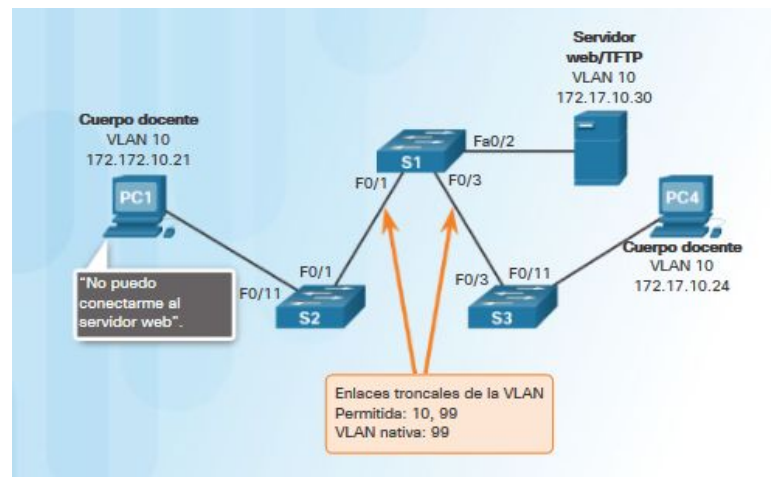 Servidor
web/TFTP
VLAN 10
172.17.10.30
Cuerpo docente
VLAN 10
172.172.10.21
PC1
S1
Fa0/2
F0/1
F0/3
PC4
Cuerpo docente
VLAN 10
172.17.10.24
"No puedo
conectarme al
servidor web".
F0/11
F0/1
S2
F0/3
F0/11
S3
Enlaces troncales de la VLAN
Permitida: 10, 99
VLAN nativa: 99